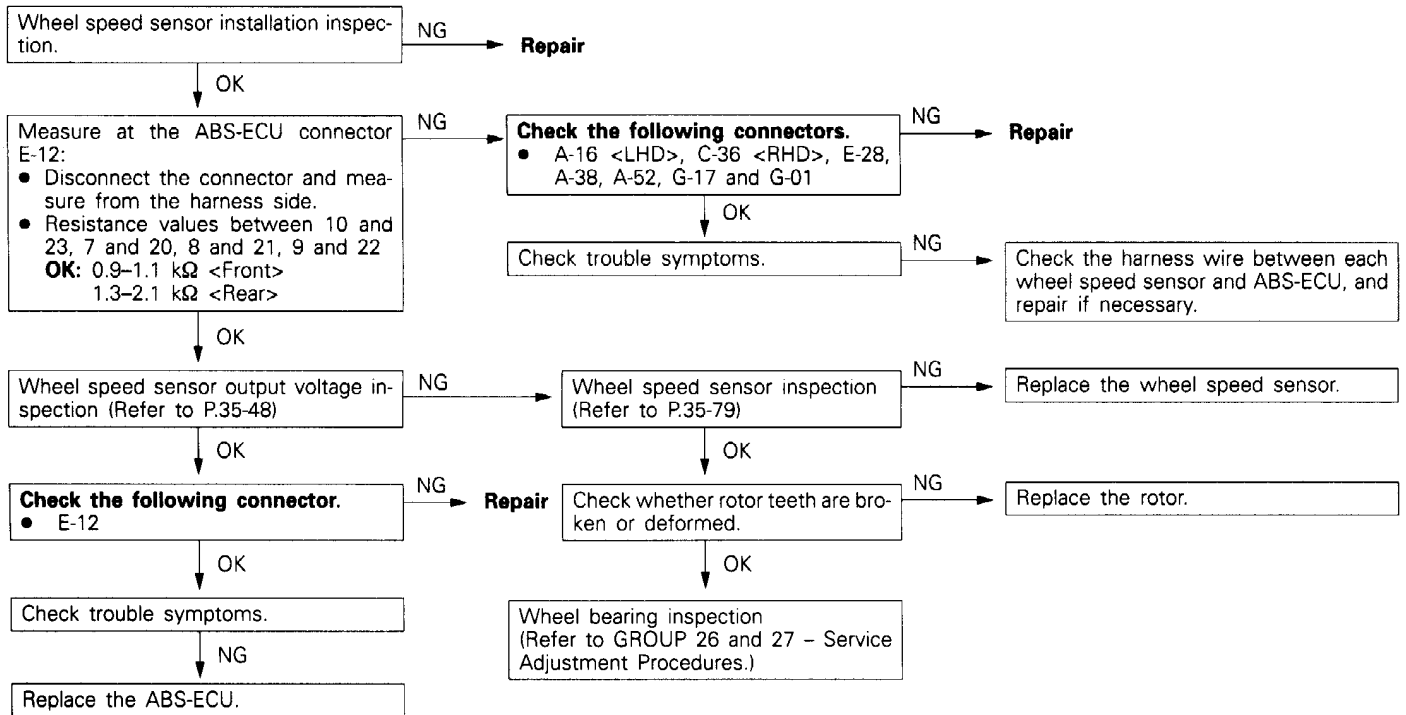 Wheel speed sensor installation inspec-
tion.
NG
Repair
OK
Measure at the ABS-ECU connector
E-12:
● Disconnect the connector and mea-
sure from the harness side.
● Resistance values between 10 and
23, 7 and 20, 8 and 21, 9 and 22
OK: 0.9–1.1 kΩ <Front>
1.3–2.1 kΩ <Rear>
NG
Check the following connectors.
● A-16 <LHD>, C-36 <RHD>, E-28,
A-38, A-52, G-17 and G-01
NG
Repair
OK
Check trouble symptoms.
NG
Check the harness wire between each
wheel speed sensor and ABS-ECU, and
repair if necessary.
OK
Wheel speed sensor output voltage in-
spection (Refer to P.35-48)
NG
Wheel speed sensor inspection
(Refer to P.35-79)
NG
Replace the wheel speed sensor.
OK
OK
Check the following connector.
● E-12
NG
Repair
Check whether rotor teeth are bro-
ken or deformed.
NG
Replace the rotor.
OK
OK
Check trouble symptoms.
Wheel bearing inspection
(Refer to GROUP 26 and 27 – Service
Adjustment Procedures.)
NG
Replace the ABS-ECU.